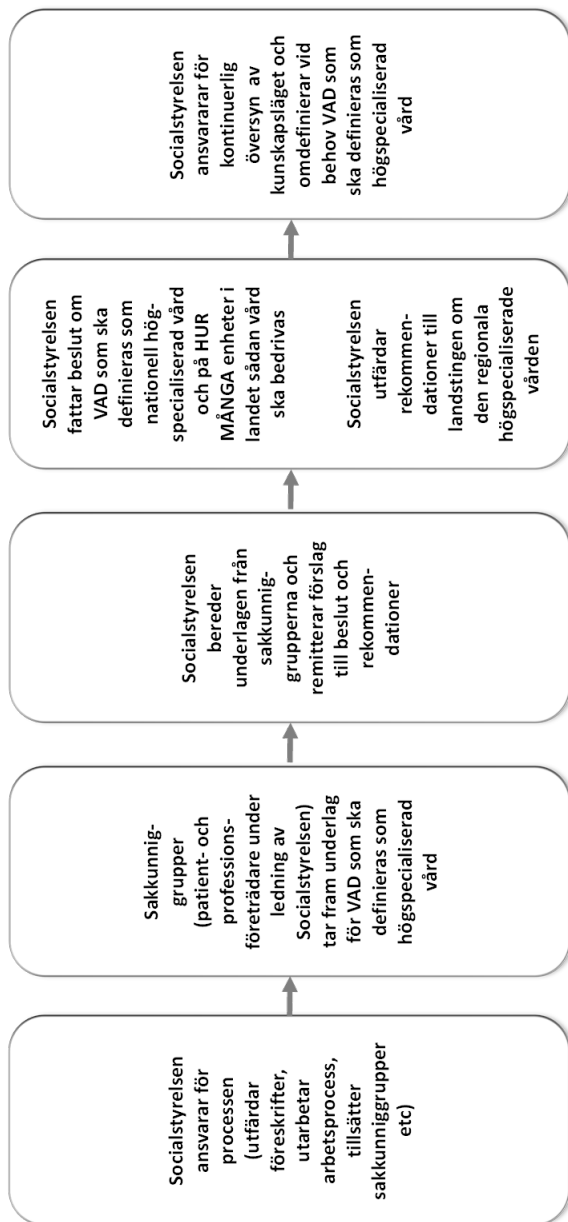 Socialstyrelsen
ansvarar för
processen
(utfärdar
föreskrifter,
utarbetar
arbetsprocess,
tillsätter
sakkunniggrupper
etc)
Sakkunnig-
grupper
(patient- och
professions-
företrädare under
ledning av
Socialstyrelsen)
tar fram underlag
för VAD som ska
definieras som
högspecialiserad
vård
Socialstyrelsen
bereder
underlagen från
sakkunnig-
grupperna och
remitterar förslag
till beslut och
rekommen-
dationer
Socialstyrelsen
fattar beslut om
VAD som ska
definieras som
nationell hög-
specialiserad vård
och på HUR
MÅNGA enheter i
landet sådan vård
ska bedrivas
Socialstyrelsen
utfärdar
rekommen-
dationer till
landstingen om
den regionala
högspecialiserade
vården
Socialstyrelsen
ansvararar för
kontinuerlig
översyn av
kunskapsläget och
omdefinierar vid
behov VAD som
ska definieras som
högspecialiserad
vård